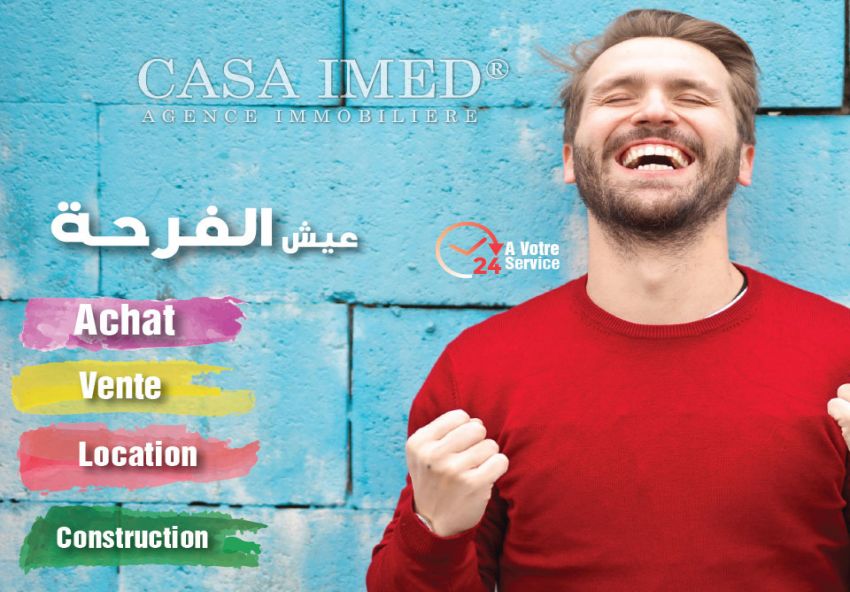 CASA IMED®
AGENCE IMMOBILIERE
عيش الفرحة
24 A Votre
Service
Achat
Vente
Location
Construction